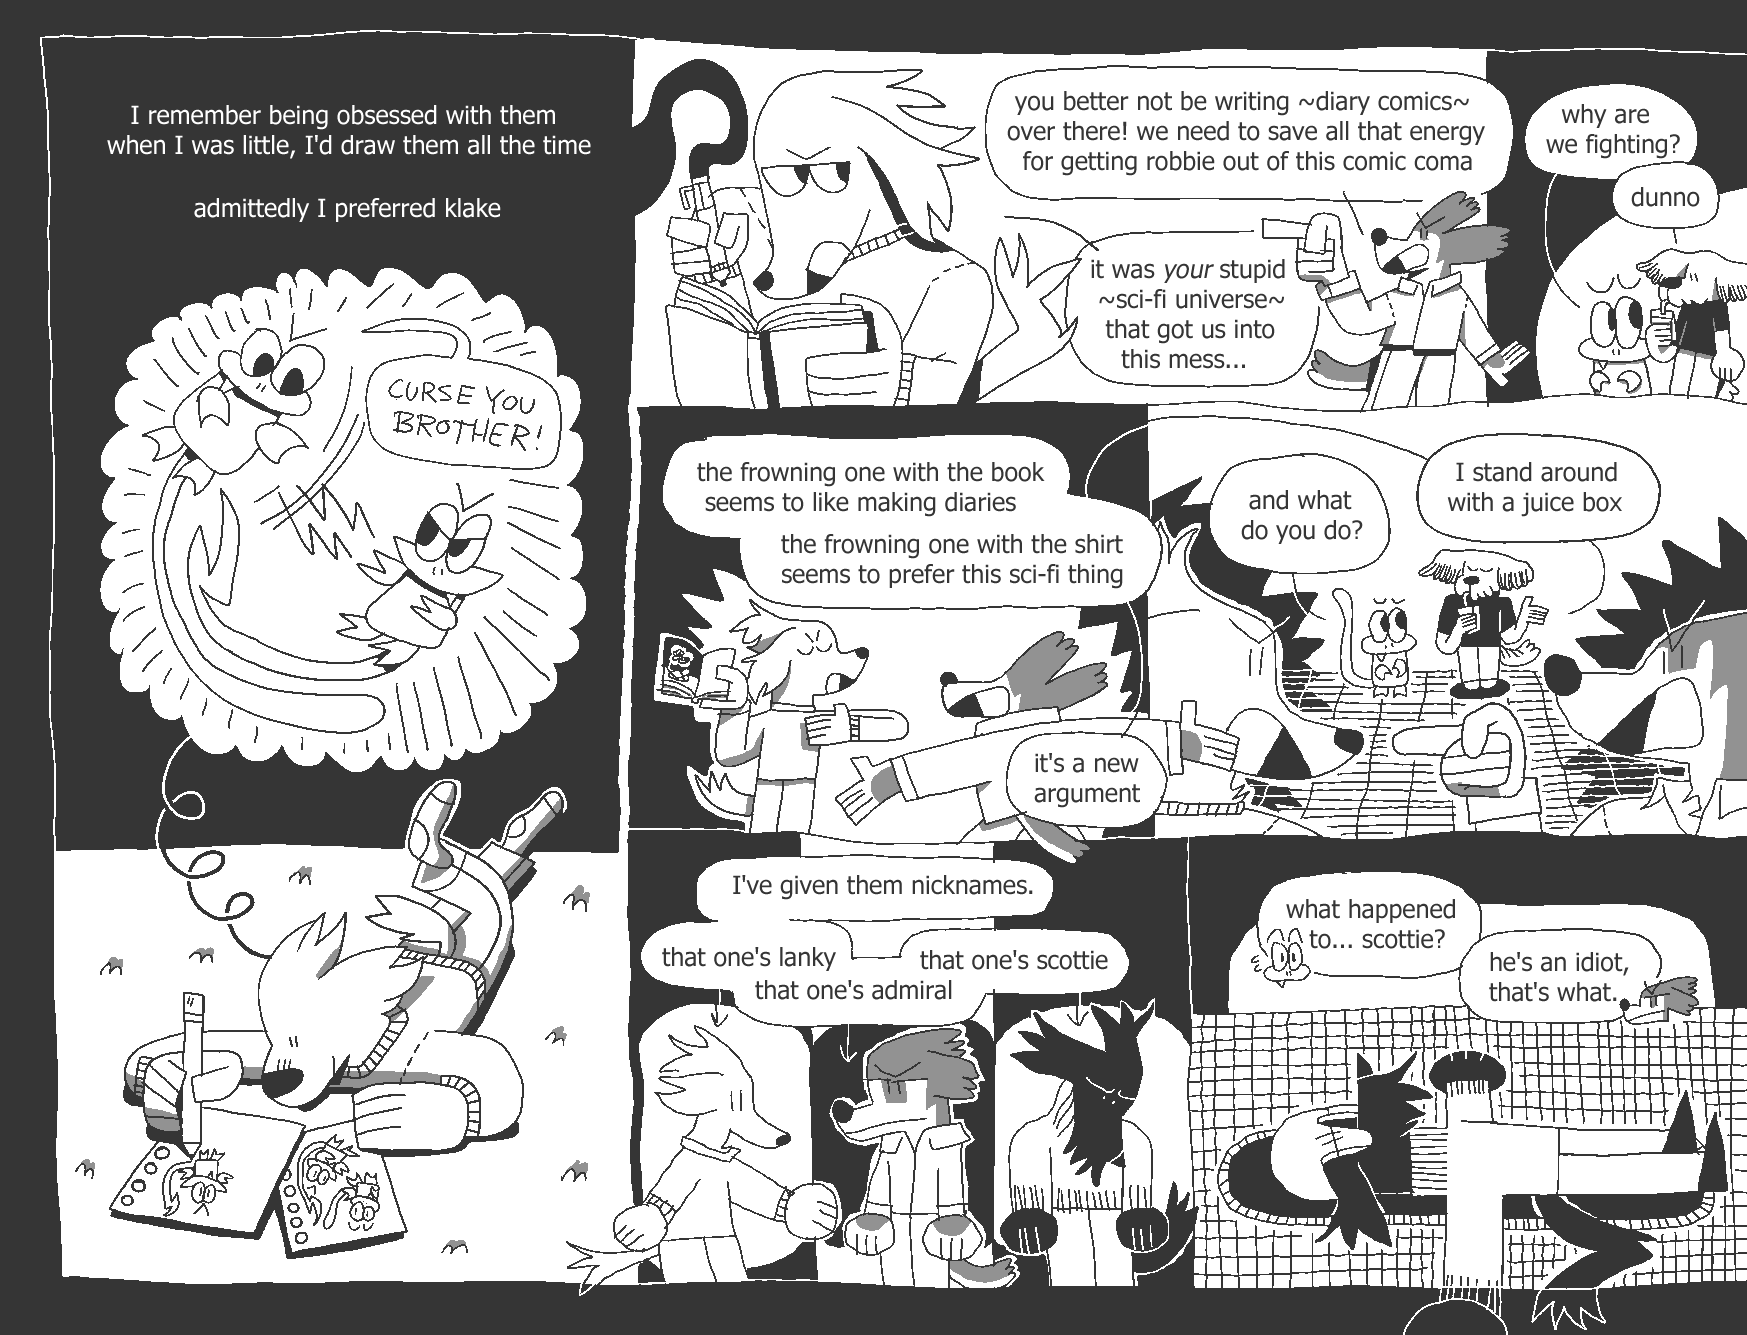 I remember being obsessed with them
when I was little, I'd draw them all the time
admittedly I preferred klake
CURSE YOU
BROTHER!
you better not be writing ~diary comics~
over there! we need to save all that energy
for getting robbie out of this comic coma
it was your stupid
~sci-fi universe~
that got us into
this mess...
why are
we fighting?
dunno
the frowning one with the book
seems to like making diaries
the frowning one with the shirt
seems to prefer this sci-fi thing
it's a new
argument
and what
do you do?
I stand around
with a juice box
I've given them nicknames.
that one's lanky
that one's admiral
that one's scottie
what happened
to... scottie?
he's an idiot,
that's what.